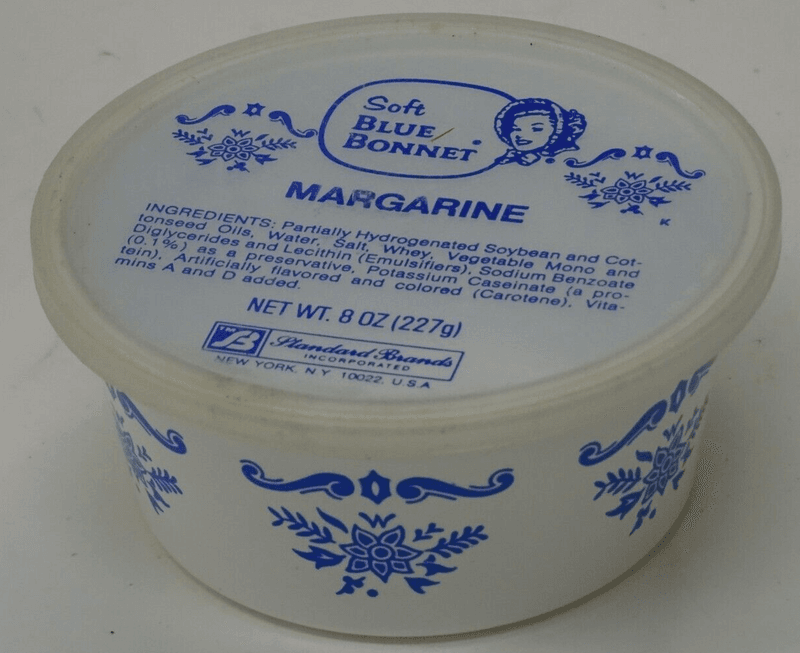 Soft
BLUE
BONNET
MARGARINE
K
INGREDIENTS: Partially Hydrogenated Soybean and Cot-
tonseed Oils, Water, Salt, Whey, Vegetable Mono and
Diglycerides and Lecithin (Emulsifiers), Sodium Benzoate
(0.1%) as a preservative, Potassium Caseinate (a pro-
tein), Artificially flavored and colored (Carotene), Vita-
mins A and D added.
NET WT. 8 OZ (227g)
TM
B Standard Brands
INCORPORATED
NEW YORK, N.Y. 10022, U.S.A